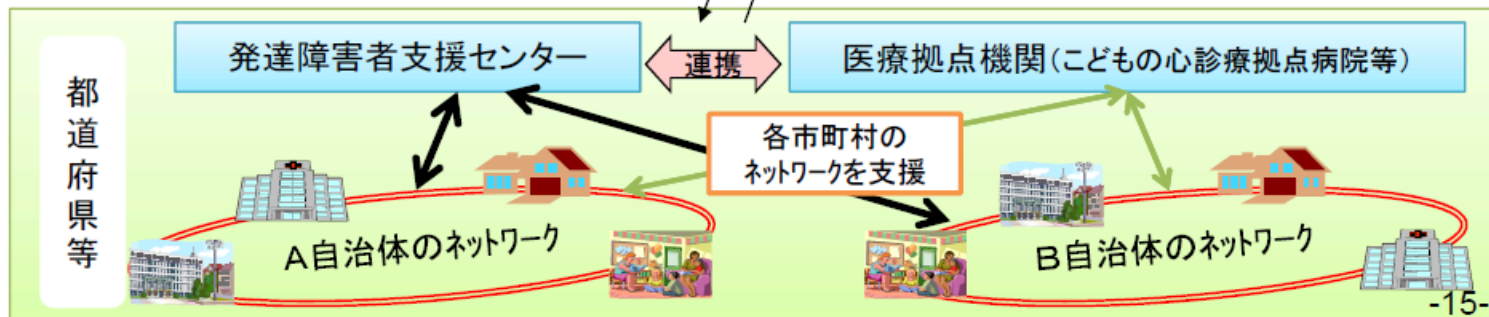 都道府県等
発達障害者支援センター
連携
医療拠点機関(こどもの心診療拠点病院等)
各市町村の
ネットワークを支援
A自治体のネットワーク
B自治体のネットワーク
-15-